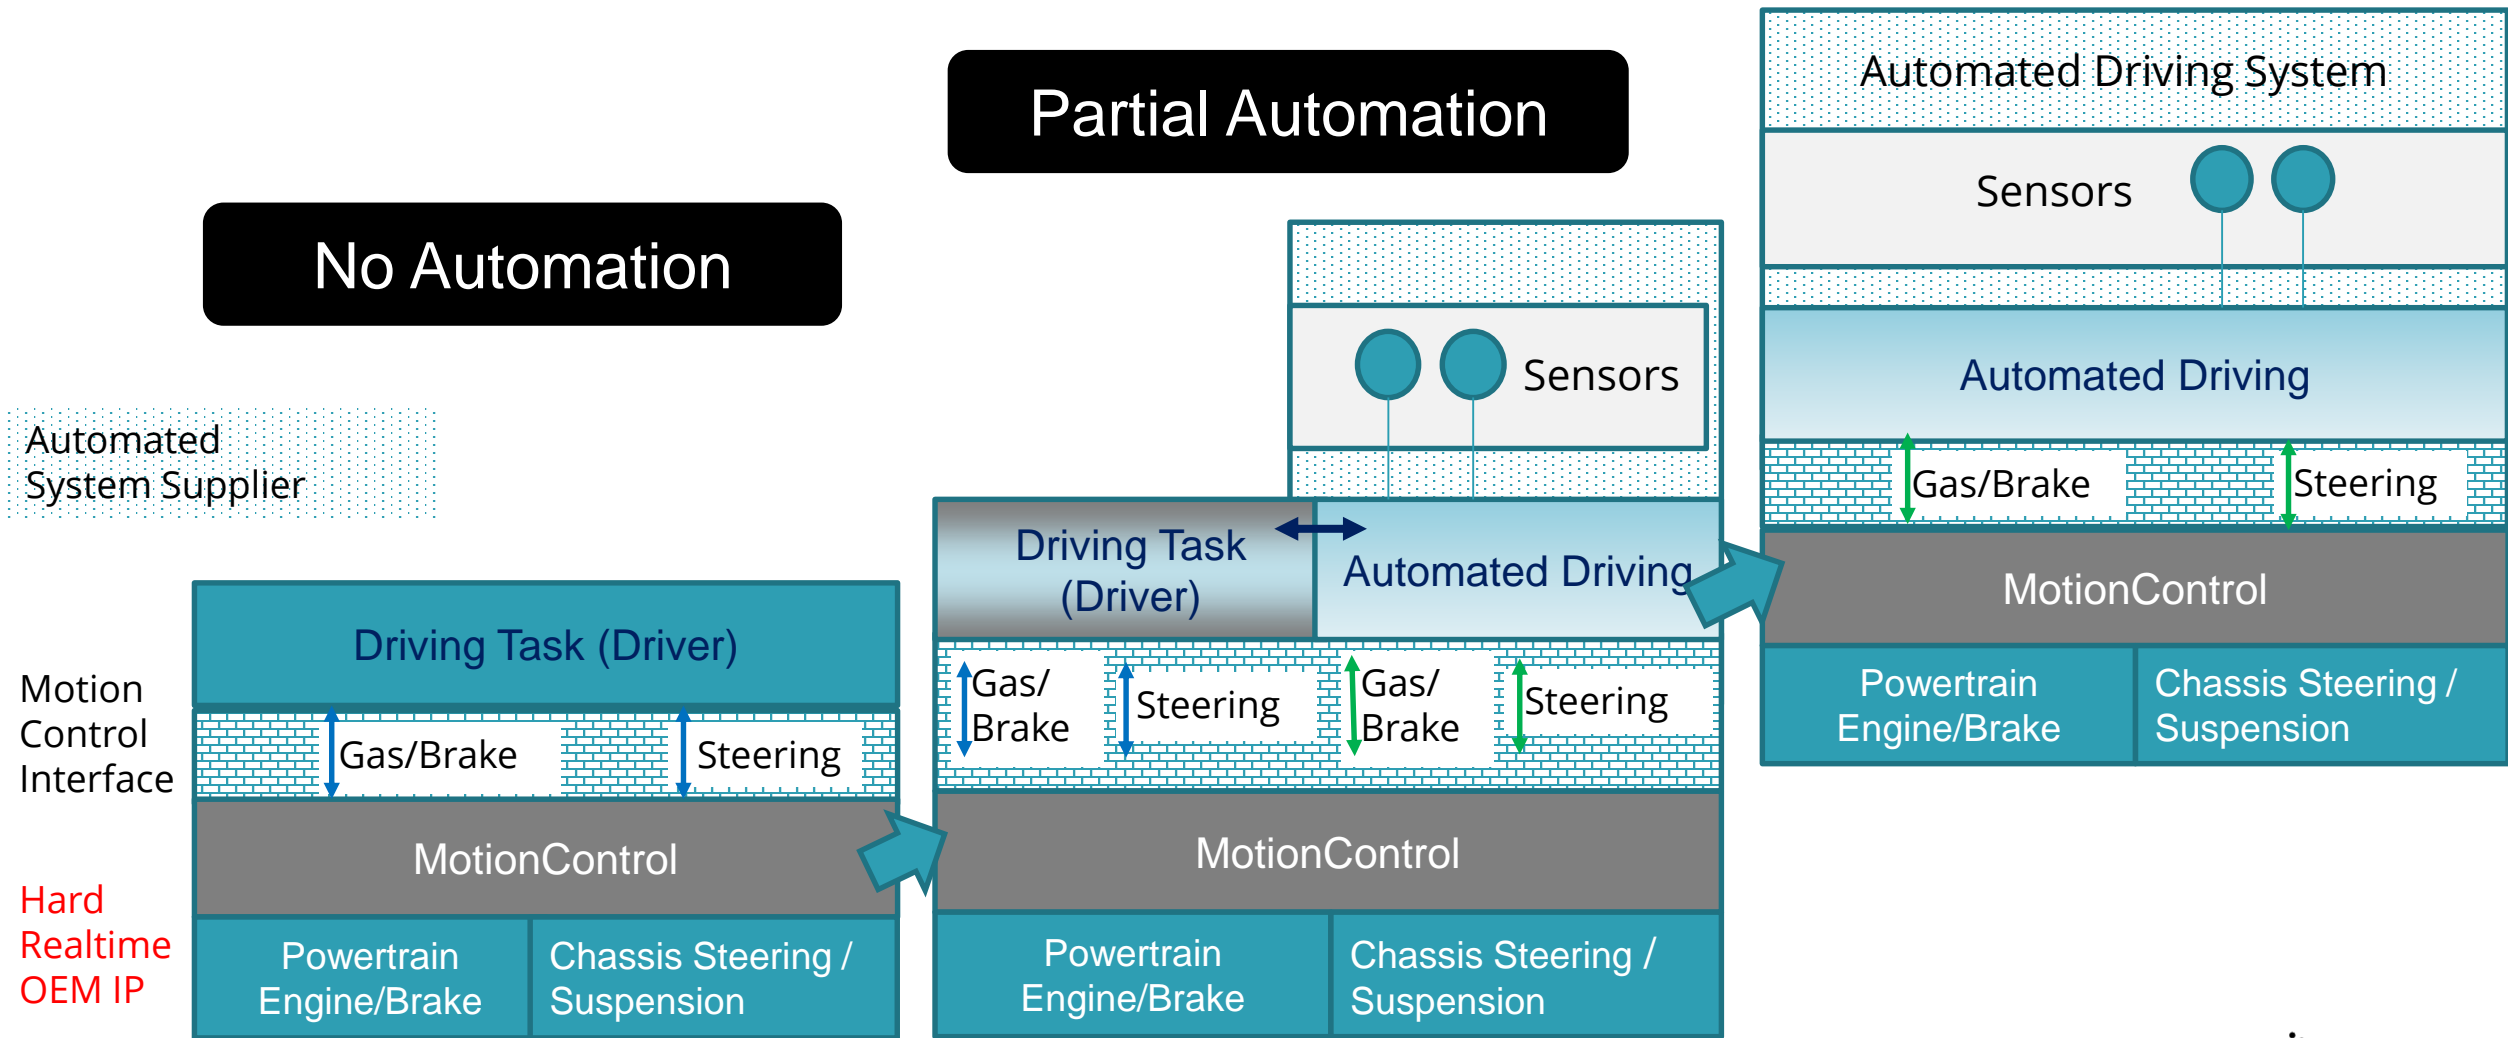 No Automation
Partial Automation
Automated
System Supplier
Motion
Control
Interface
Hard
Realtime
OEM IP
Driving Task (Driver)
Gas/Brake
Steering
MotionControl
Powertrain
Engine/Brake
Chassis Steering /
Suspension
Sensors
Driving Task
(Driver)
Automated Driving
Gas/
Brake
Steering
Gas/
Brake
Steering
MotionControl
Powertrain
Engine/Brake
Chassis Steering /
Suspension
Automated Driving System
Sensors
Automated Driving
Gas/Brake
Steering
MotionControl
Powertrain
Engine/Brake
Chassis Steering /
Suspension